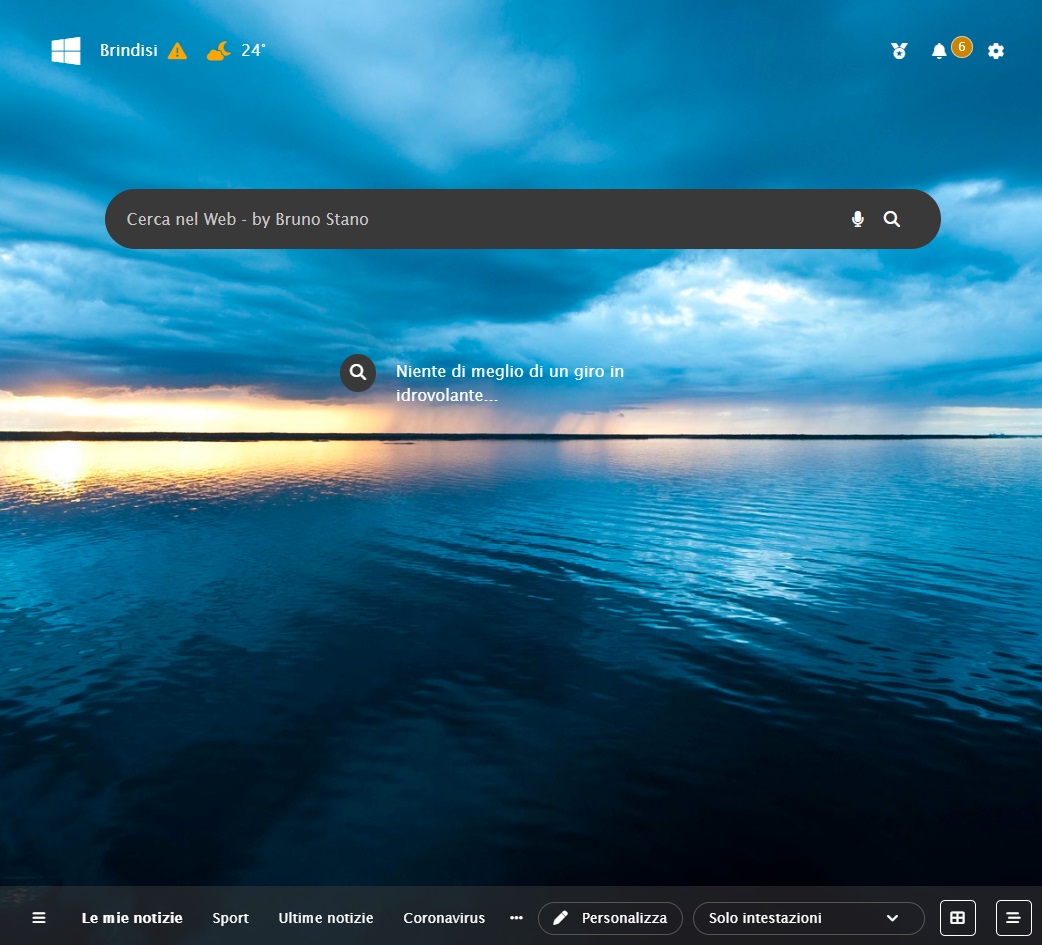 Brindisi 24°
6
Cerca nel Web - by Bruno Stano
Niente di meglio di un giro in
idrovolante...
Le mie notizie Sport Ultime notizie Coronavirus ... Personalizza Solo intestazioni